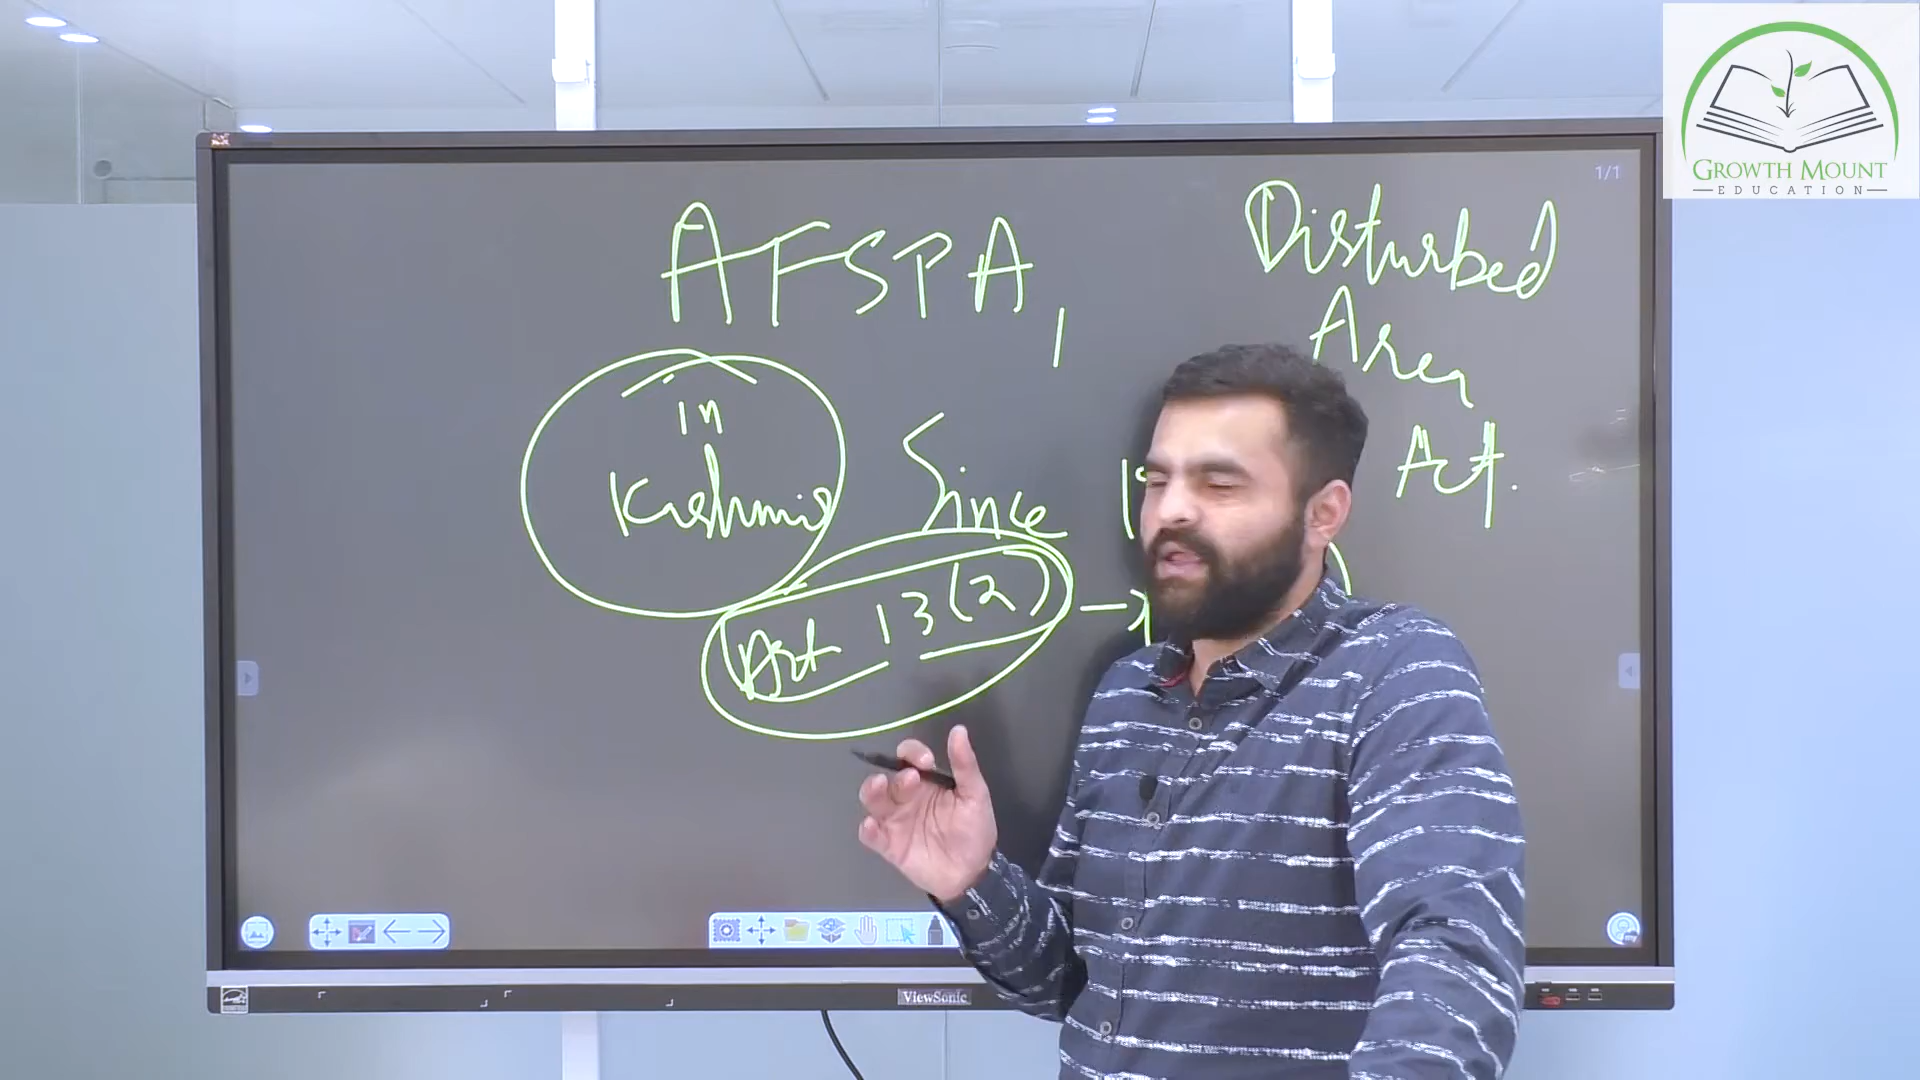 GROWTH MOUNT
EDUCATION
1/1
AFSPA,
Disturbed
Area
Act.
in
Kashmir
Since
Art 13(2) →
ViewSonic